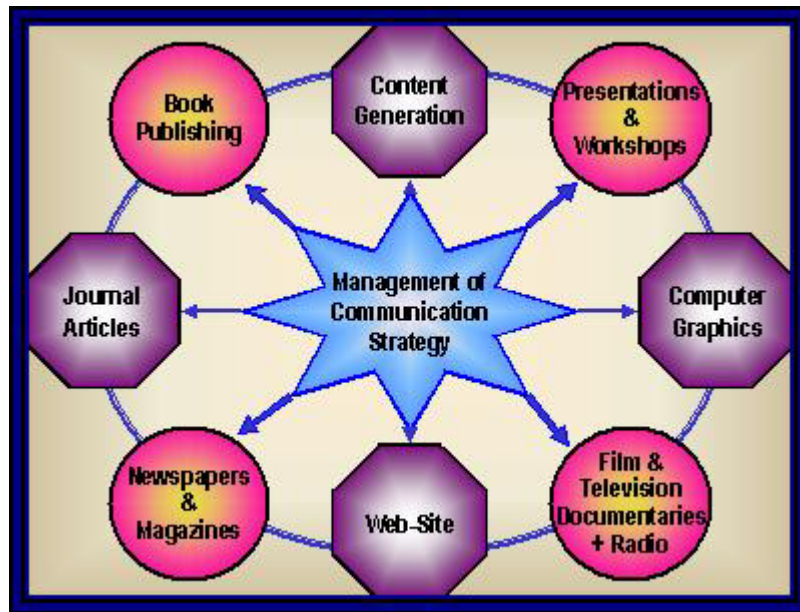 Book
Publishing
Content
Generation
Presentations
&
Workshops
Journal
Articles
Management of
Communication
Strategy
Computer
Graphics
Newspapers
&
Magazines
Web-Site
Film &
Television
Documentaries
+ Radio